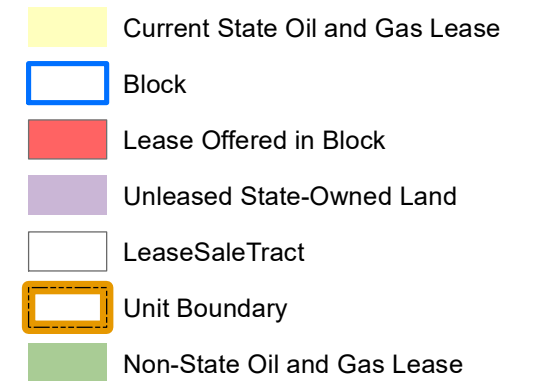 Current State Oil and Gas Lease
Block
Lease Offered in Block
Unleased State-Owned Land
LeaseSaleTract
Unit Boundary
Non-State Oil and Gas Lease